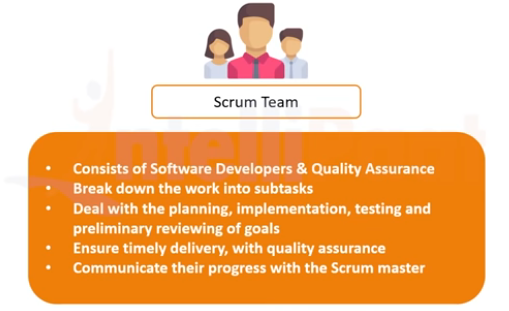 Scrum Team
• Consists of Software Developers & Quality Assurance
• Break down the work into subtasks
• Deal with the planning, implementation, testing and
preliminary reviewing of goals
• Ensure timely delivery, with quality assurance
• Communicate their progress with the Scrum master